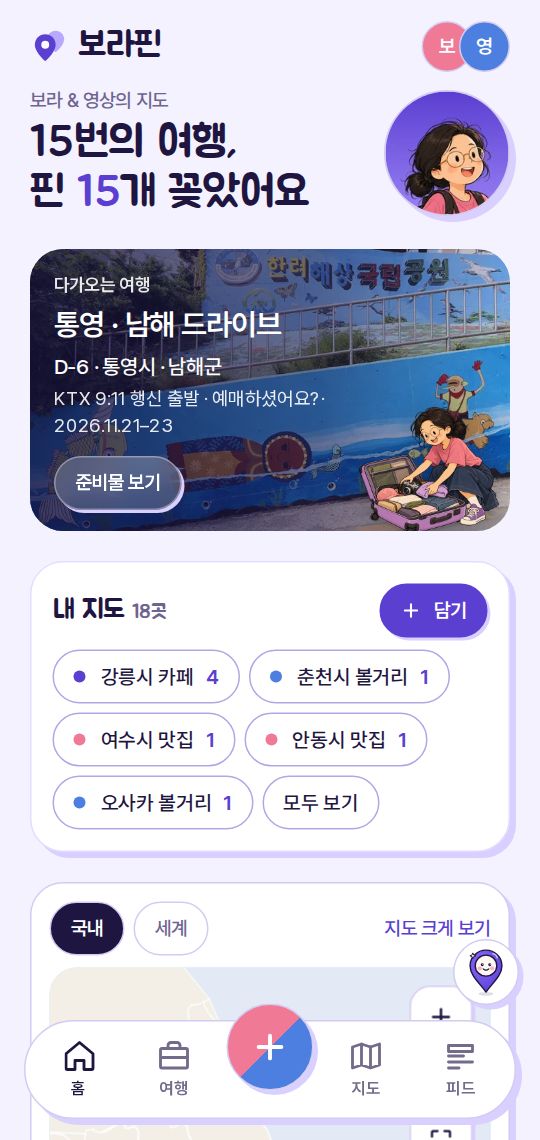 보라핀
보 영
보라 & 영상의 지도
15번의 여행,
핀 15개 꽂았어요
한려해상국립공원
다가오는 여행
통영 · 남해 드라이브
D-6 · 통영시 · 남해군
KTX 9:11 행신 출발 · 예매하셨어요? ·
2026.11.21–23
준비물 보기
내 지도 18곳
+ 담기
강릉시 카페 4
춘천시 볼거리 1
여수시 맛집 1
안동시 맛집 1
오사카 볼거리 1
모두 보기
국내 세계 지도 크게 보기
홈 여행 지도 피드